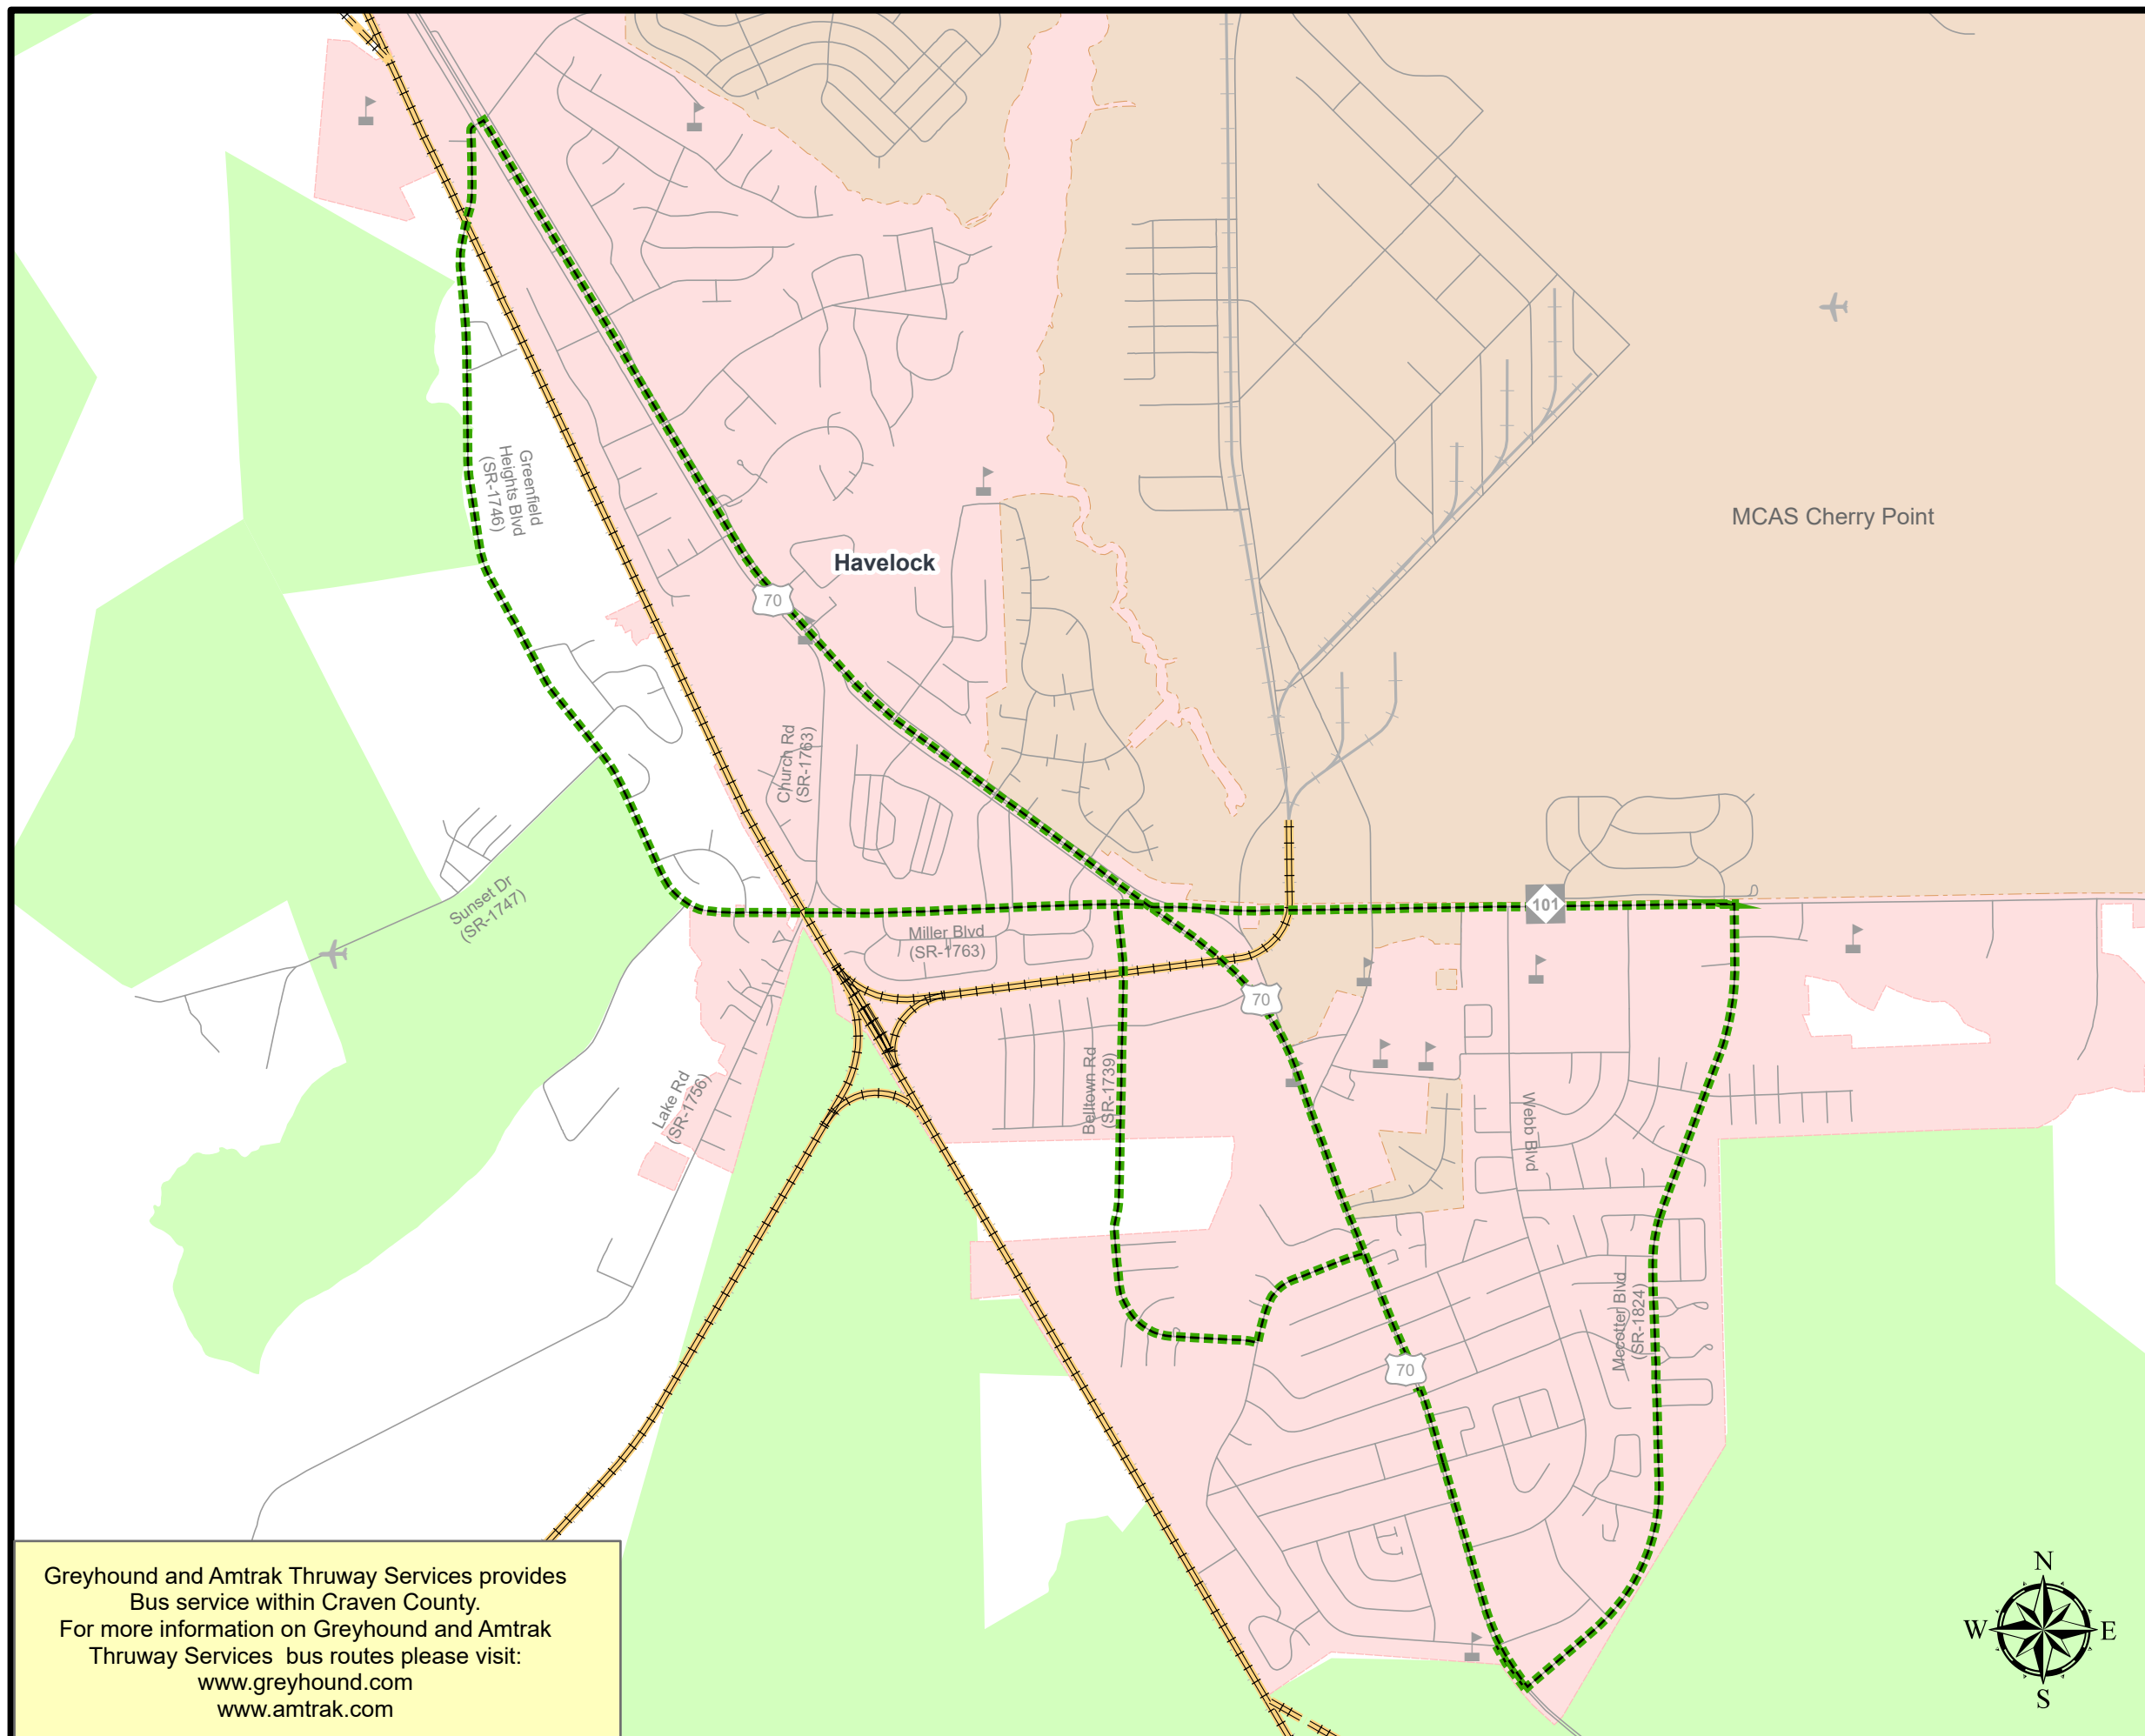 Greenfield
Heights Blvd
(SR-1746)
Havelock
70
MCAS Cherry Point
Church Rd
(SR-1763)
Sunset Dr
(SR-1747)
Miller Blvd
(SR-1763)
101
70
Lake Rd
(SR-1756)
Belltown Rd
(SR-1739)
Webb Blvd
Mccotter Blvd
(SR-1824)
70
Greyhound and Amtrak Thruway Services provides
Bus service within Craven County.
For more information on Greyhound and Amtrak
Thruway Services bus routes please visit:
www.greyhound.com
www.amtrak.com
N
W
E
S